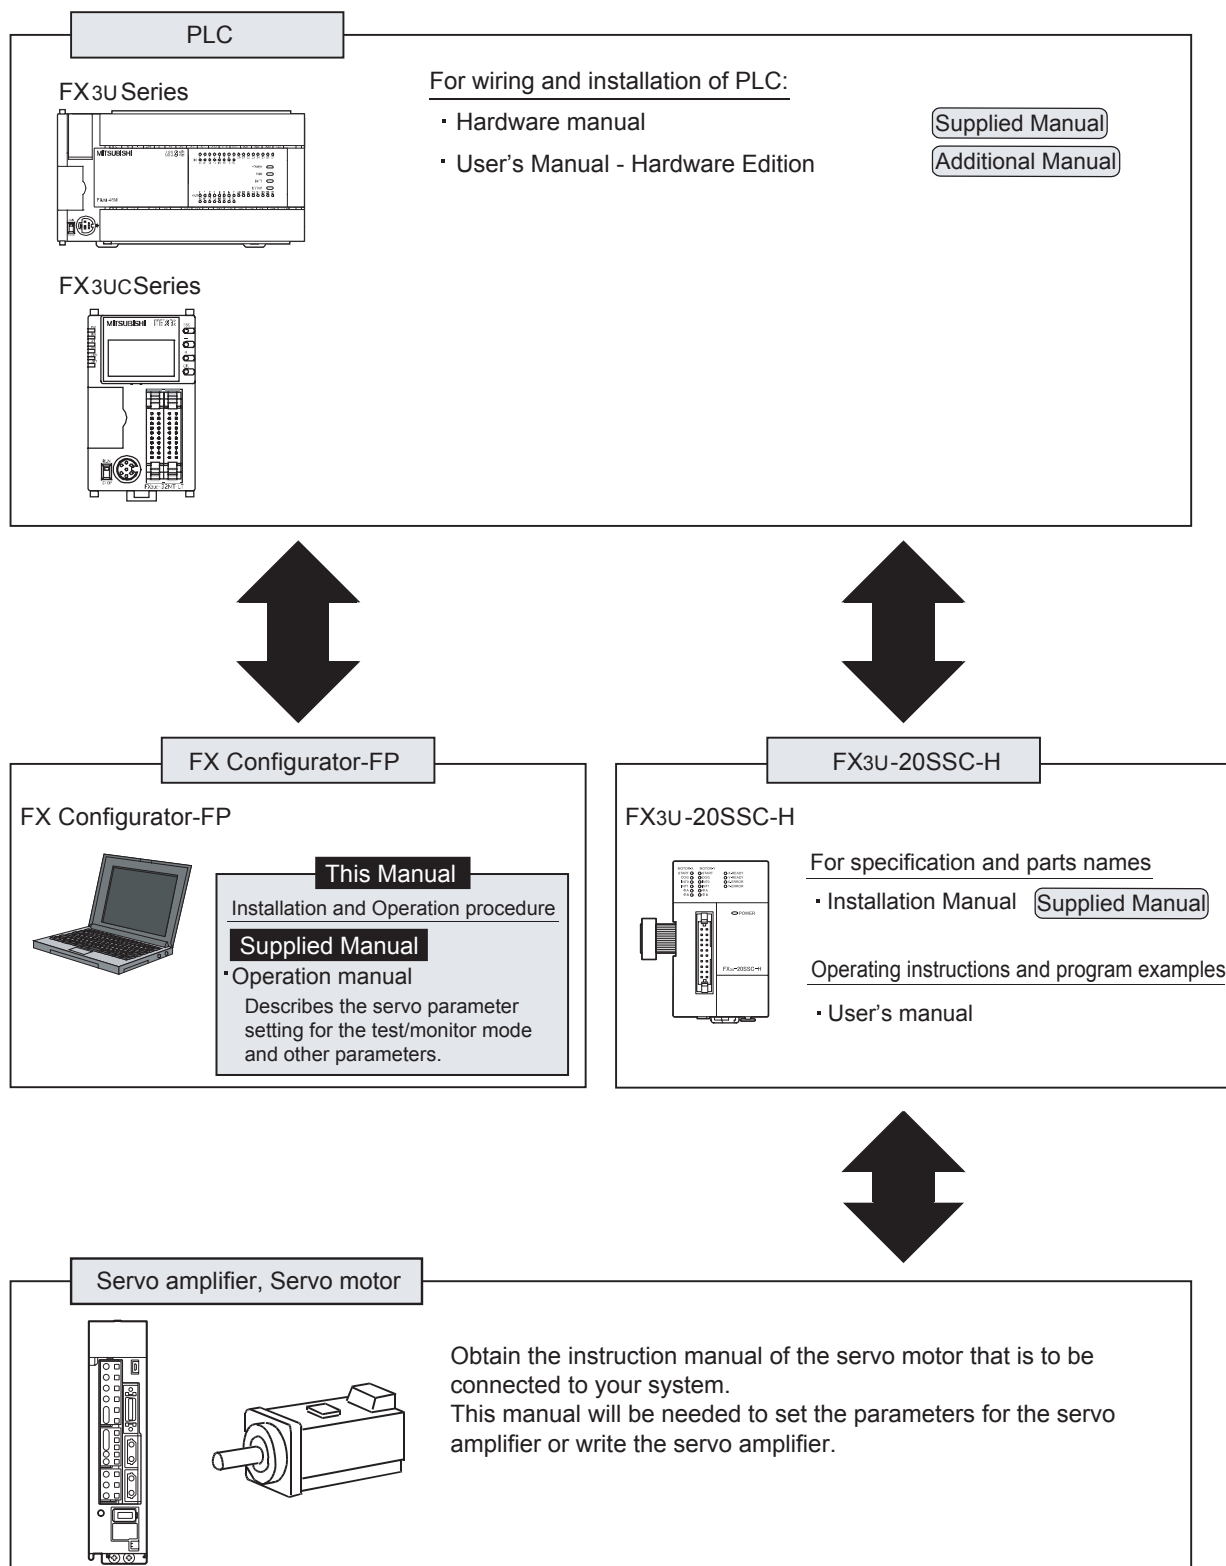 PLC
FX3U Series
For wiring and installation of PLC:
· Hardware manual
Supplied Manual
· User's Manual - Hardware Edition
Additional Manual
MITSUBISHI
FX3UC Series
MITSUBISHI
FX Configurator-FP
FX Configurator-FP
This Manual
Installation and Operation procedure
Supplied Manual
· Operation manual
Describes the servo parameter
setting for the test/monitor mode
and other parameters.
FX3U-20SSC-H
FX3U-20SSC-H
POWER
FX3U-20SSC-H
For specification and parts names
· Installation Manual
Supplied Manual
Operating instructions and program examples
· User's manual
Servo amplifier, Servo motor
Obtain the instruction manual of the servo motor that is to be
connected to your system.
This manual will be needed to set the parameters for the servo
amplifier or write the servo amplifier.